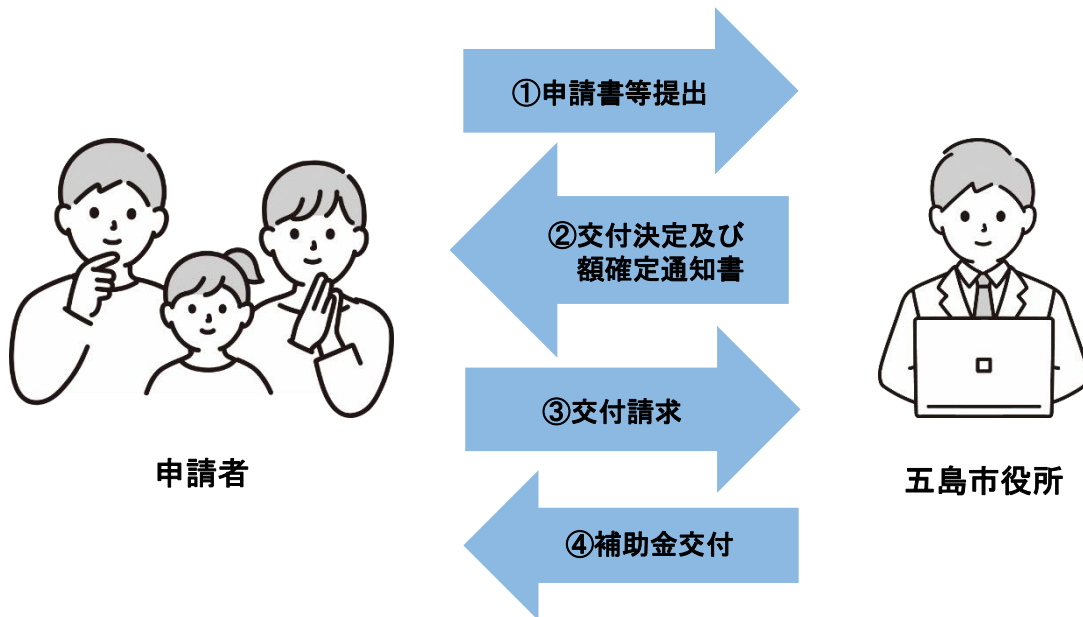 ①申請書等提出
②交付決定及び
額確定通知書
③交付請求
④補助金交付
申請者
五島市役所